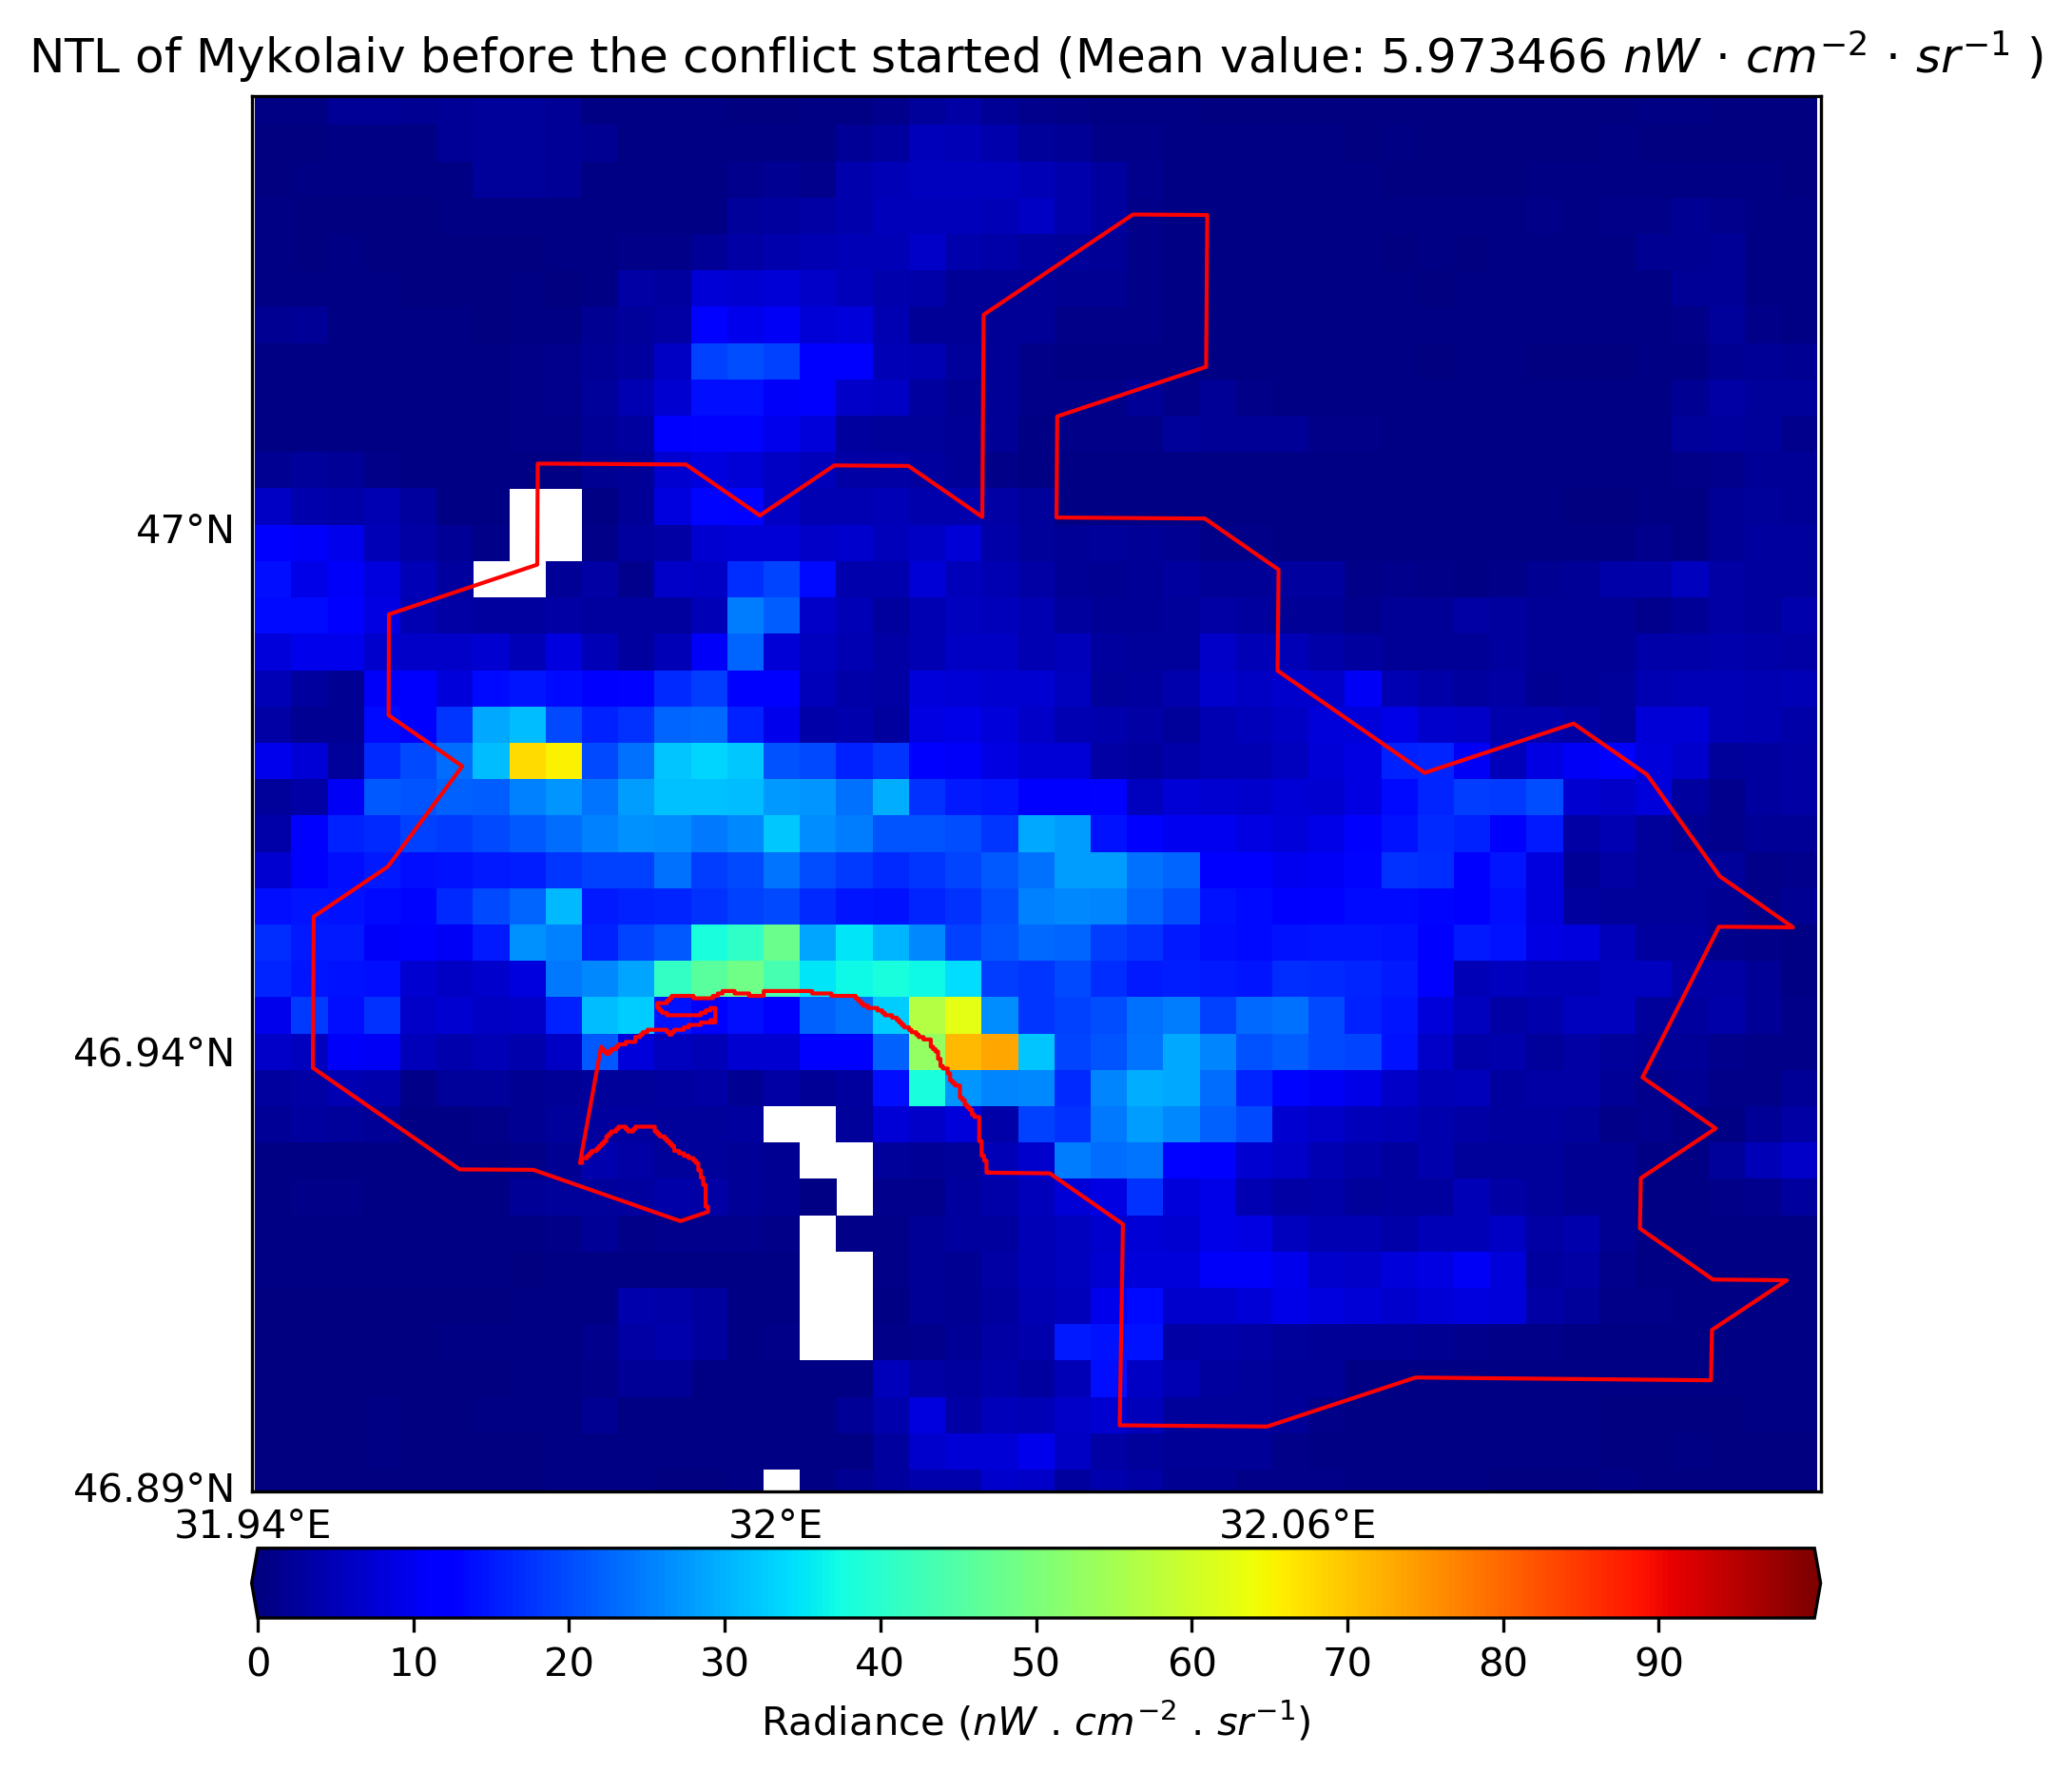 NTL of Mykolaiv before the conflict started (Mean value: 5.973466 nW · cm⁻² · sr⁻¹ )
47°N
46.94°N
46.89°N
31.94°E 32°E 32.06°E
0 10 20 30 40 50 60 70 80 90
Radiance (nW . cm⁻² . sr⁻¹)